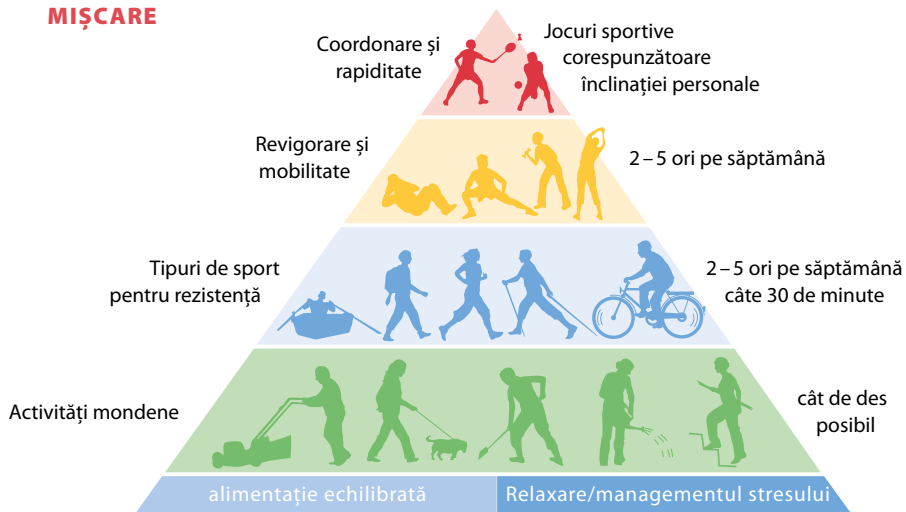 MIȘCARE
Coordonare și
rapiditate
Jocuri sportive
corespunzătoare
înclinației personale
Revigorare și
mobilitate
2–5 ori pe săptămână
Tipuri de sport
pentru rezistență
2–5 ori pe săptămână
câte 30 de minute
Activități mondene
cât de des
posibil
alimentație echilibrată
Relaxare/managementul stresului